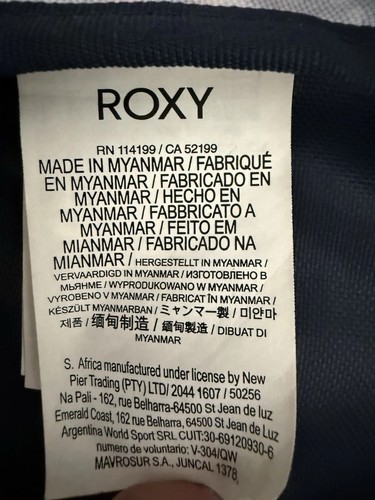 ROXY
RN 114199 / CA 52199
MADE IN MYANMAR / FABRIQUÉ
EN MYANMAR / FABRICADO EN
MYANMAR / HECHO EN
MYANMAR / FABBRICATO A
MYANMAR / FEITO EM
MIANMAR / FABRICADO NA
MIANMAR / HERGESTELLT IN MYANMAR /
VERVAARDIGD IN MYANMAR / ИЗГОТОВЛЕНО В
МЬЯНМЕ / WYPRODUKOWANO W MYANMAR /
VYROBENO V MYANMAR / FABRICAT ÎN MYANMAR /
KÉSZÜLT MYANMARBAN / ミャンマー製 / 미얀마
제품 / 缅甸制造 / 緬甸製造 / DIBUAT DI
MYANMAR
S. Africa manufactured under license by New
Pier Trading (PTY) LTD/ 2044 1607 / 50256
Na Pali - 162, rue Belharra-64500 St Jean de luz
Emerald Coast, 162 rue Belharra-64500 St Jean de Luz
Argentina World Sport SRL CUIT:30-69120930-6
numero de voluntario: V-304/QW
MAVROSUR S.A., JUNCAL 1378,